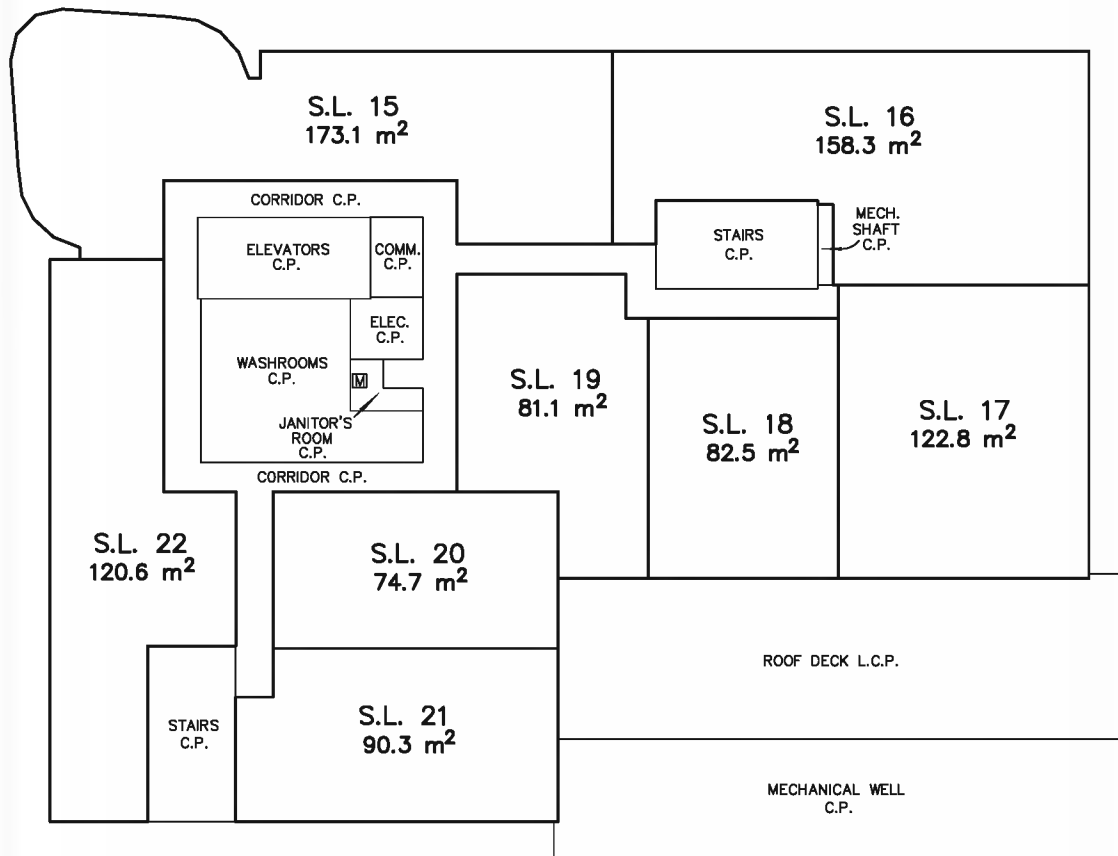 S.L. 15
173.1 m²
S.L. 16
158.3 m²
CORRIDOR C.P.
ELEVATORS
C.P.
COMM.
C.P.
STAIRS
C.P.
MECH.
SHAFT
C.P.
ELEC.
C.P.
WASHROOMS
C.P.
M
JANITOR'S
ROOM
C.P.
CORRIDOR C.P.
S.L. 19
81.1 m²
S.L. 18
82.5 m²
S.L. 17
122.8 m²
S.L. 22
120.6 m²
S.L. 20
74.7 m²
ROOF DECK L.C.P.
STAIRS
C.P.
S.L. 21
90.3 m²
MECHANICAL WELL
C.P.